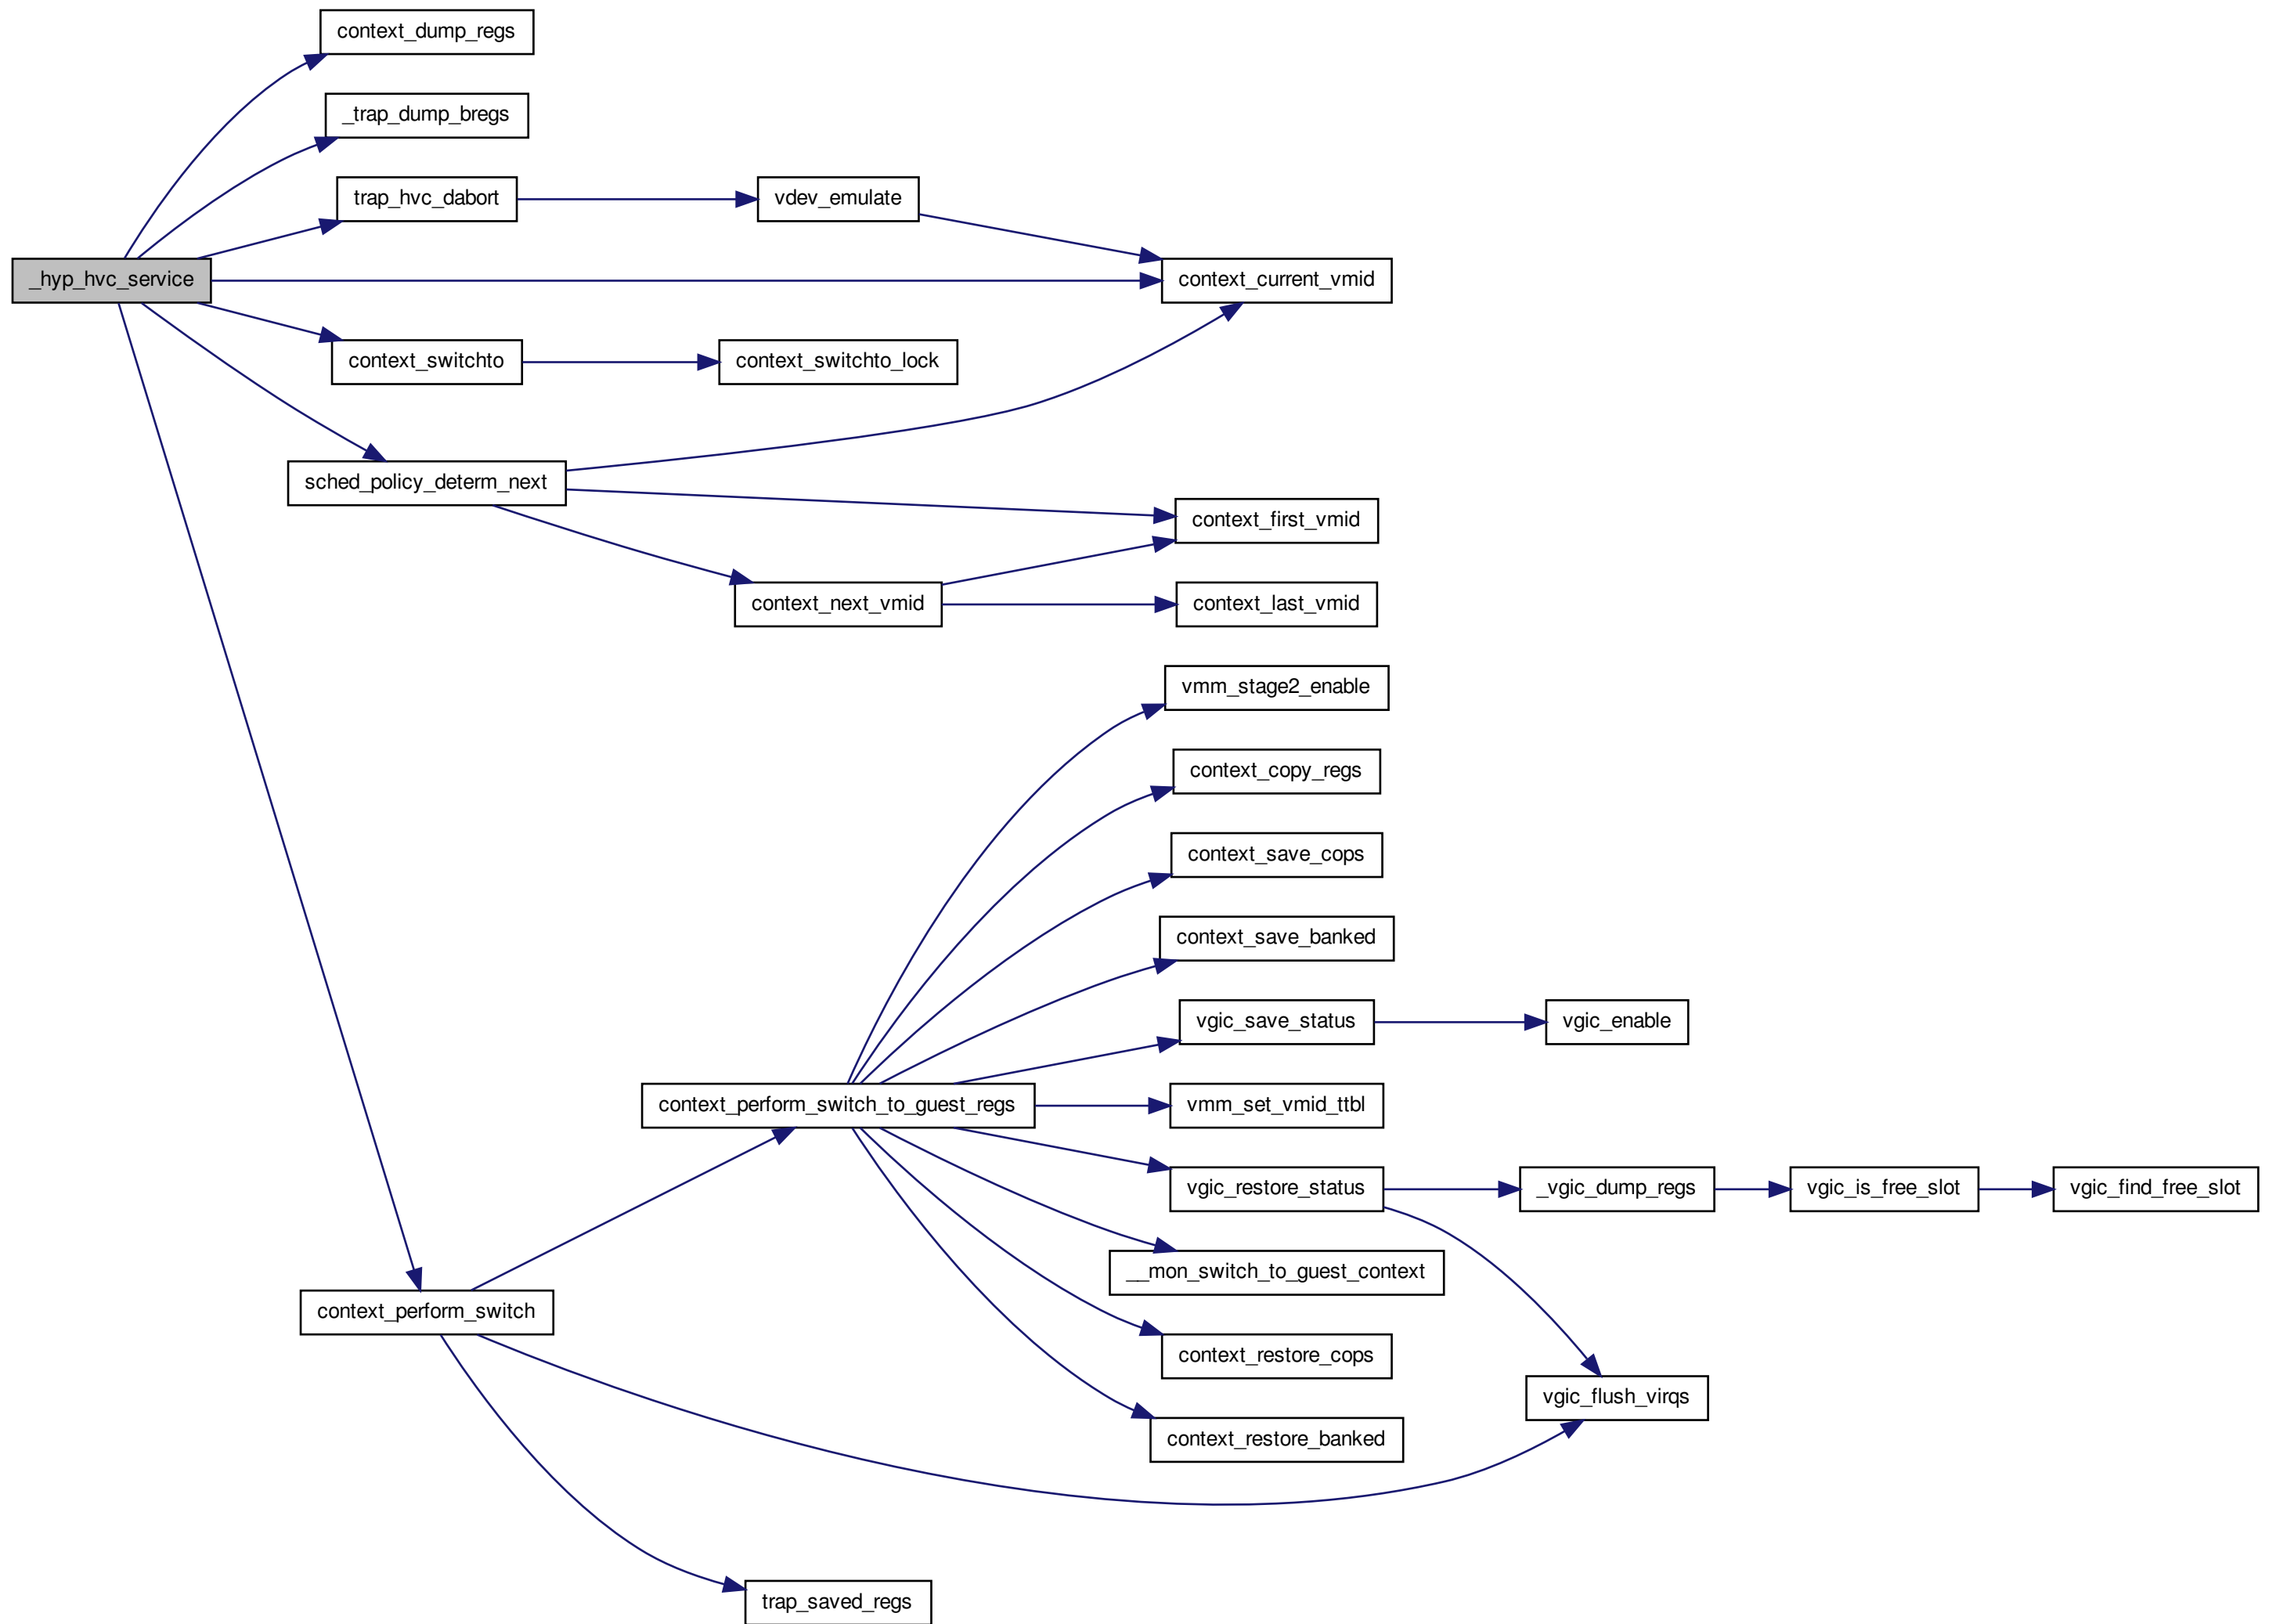 context_dump_regs
_trap_dump_bregs
trap_hvc_dabort
vdev_emulate
_hyp_hvc_service
context_current_vmid
context_switchto
context_switchto_lock
sched_policy_determ_next
context_first_vmid
context_next_vmid
context_last_vmid
vmm_stage2_enable
context_copy_regs
context_save_cops
context_save_banked
vgic_save_status
vgic_enable
context_perform_switch_to_guest_regs
vmm_set_vmid_ttbl
vgic_restore_status
_vgic_dump_regs
vgic_is_free_slot
vgic_find_free_slot
__mon_switch_to_guest_context
context_perform_switch
context_restore_cops
vgic_flush_virqs
context_restore_banked
trap_saved_regs